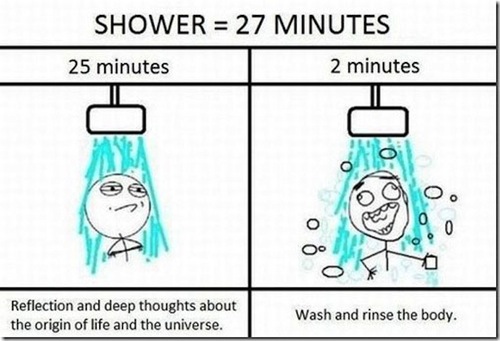 SHOWER = 27 MINUTES
25 minutes
2 minutes
Reflection and deep thoughts about
the origin of life and the universe.
Wash and rinse the body.